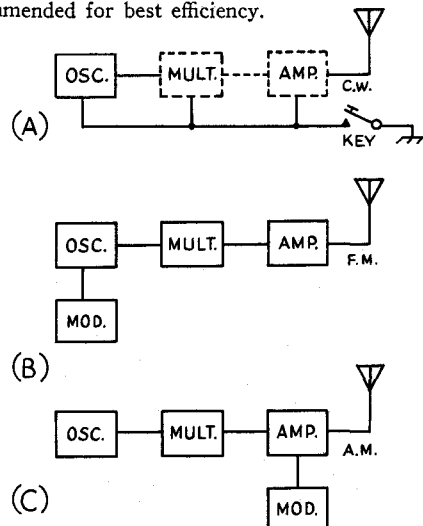 mended for best efficiency.
OSC. MULT. AMP.
C.W.
(A)
KEY
OSC. MULT. AMP.
F.M.
MOD.
(B)
OSC. MULT. AMP.
A.M.
(C)
MOD.